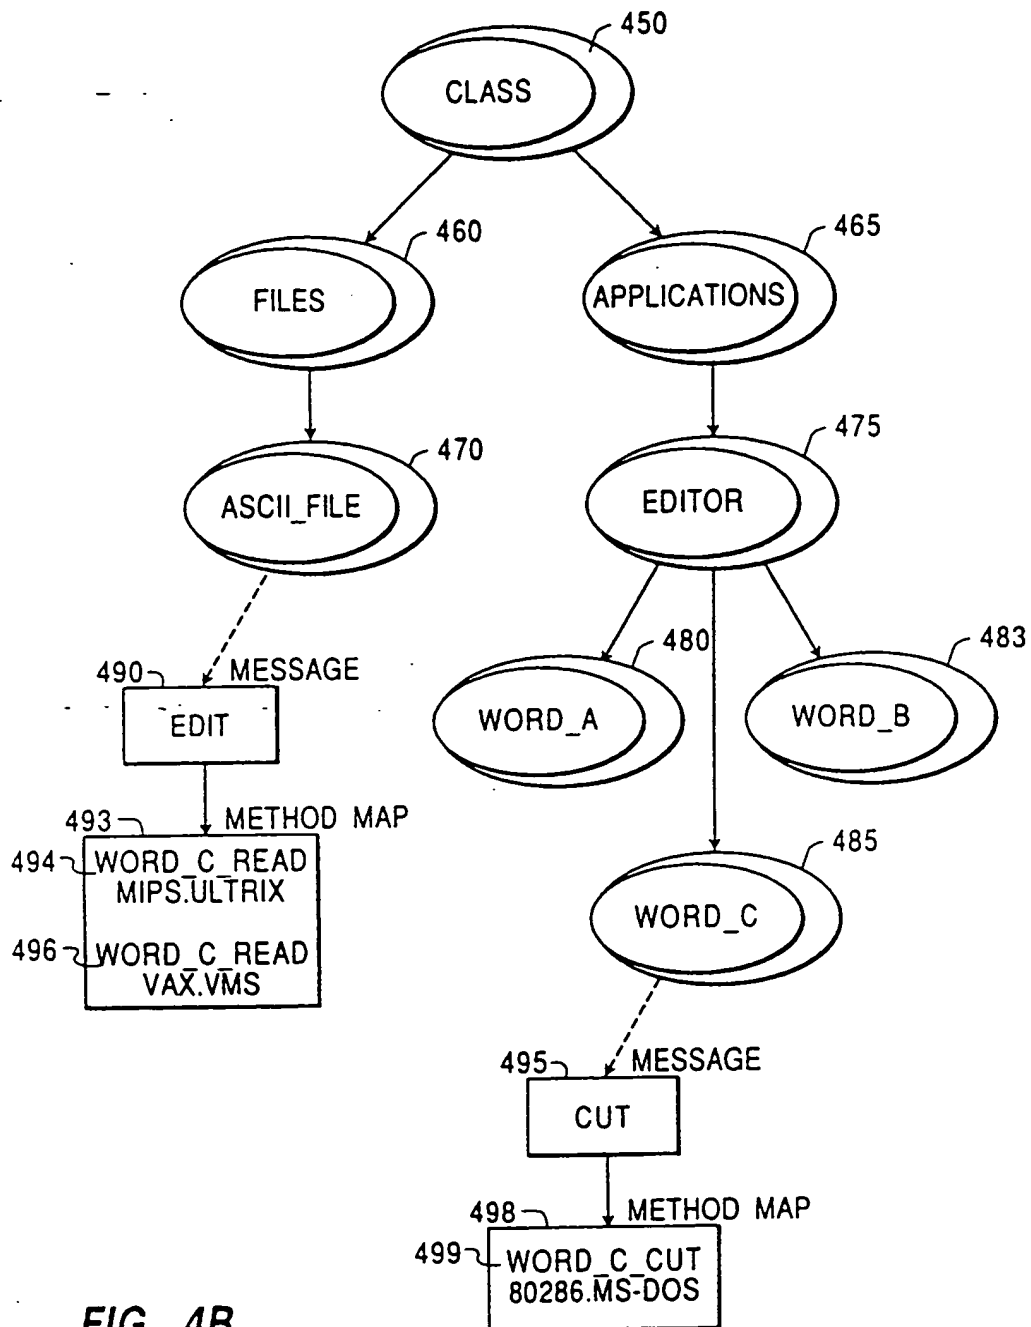 450
CLASS
460
465
FILES
APPLICATIONS
470
475
ASCII_FILE
EDITOR
480
483
490
MESSAGE
WORD_A
WORD_B
EDIT
493
METHOD MAP
485
494
WORD_C_READ
MIPS.ULTRIX
WORD_C
496
WORD_C_READ
VAX.VMS
495
MESSAGE
CUT
498
METHOD MAP
499
WORD_C_CUT
80286.MS-DOS
FIG. 4B